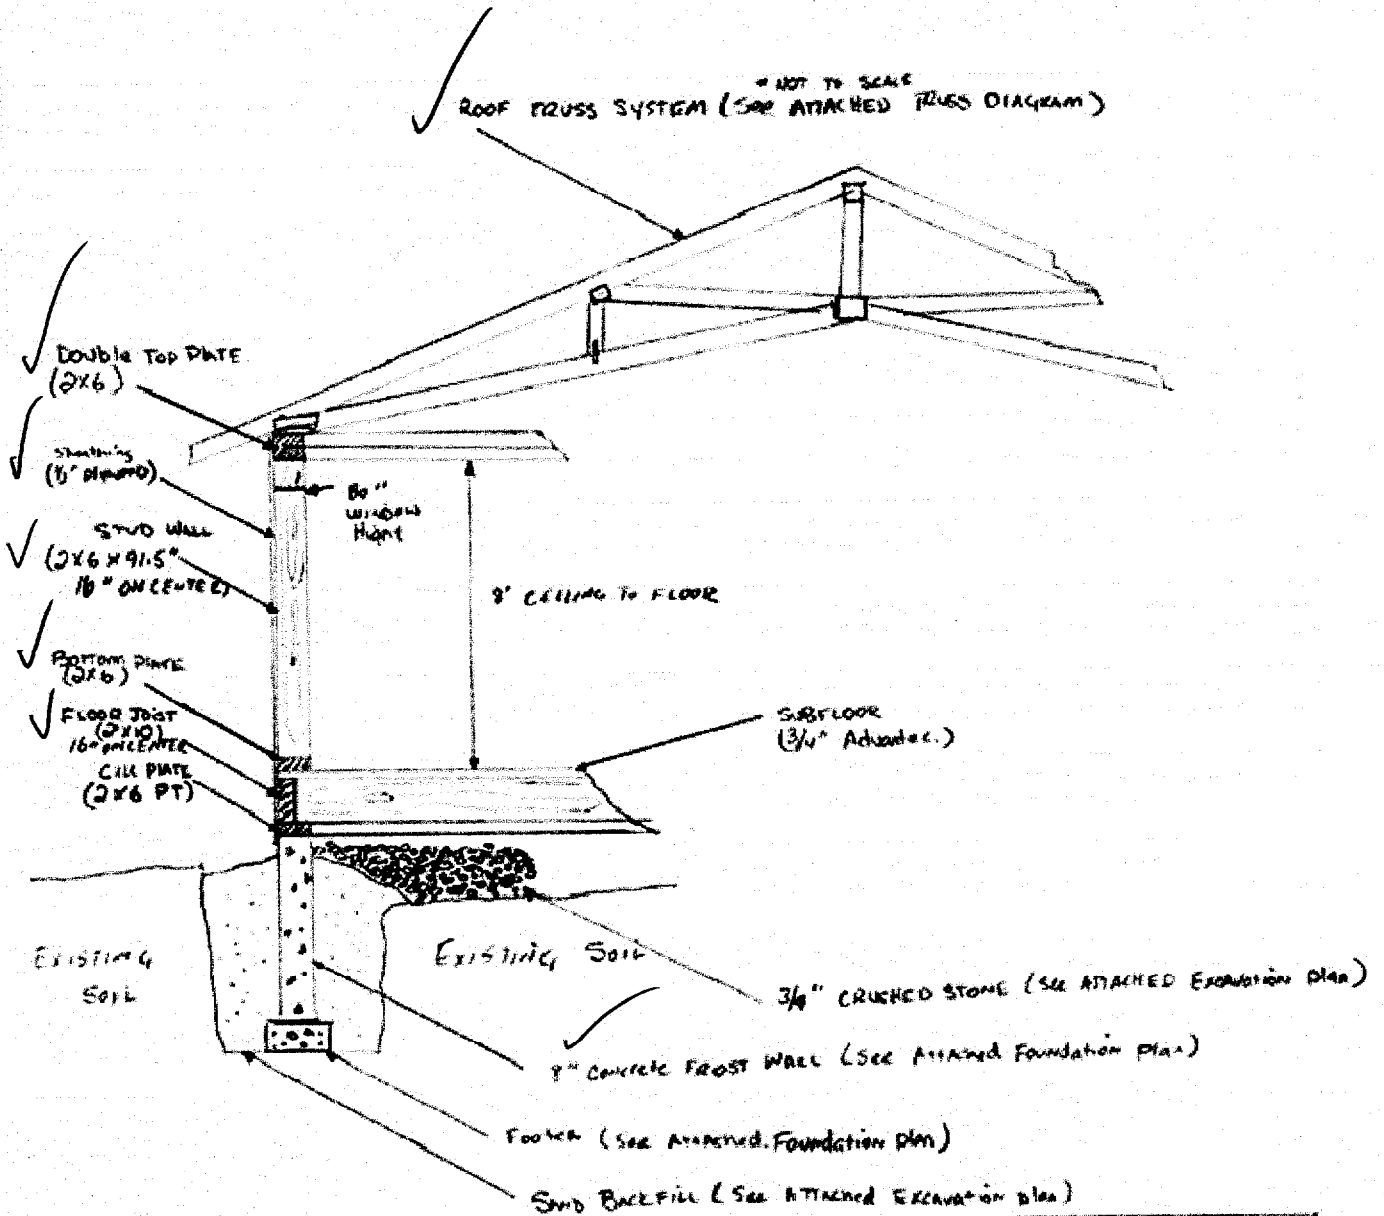 * NOT TO SCALE
ROOF TRUSS SYSTEM (SEE ATTACHED TRUSS DIAGRAM)
Double Top PLATE
(2x6)
Sheathing
(1/2" plywood)
80"
WINDOW
Hight
STUD WALL
(2x6 x 91.5"
16" ON CENTER)
8' CEILING TO FLOOR
Bottom PLATE
(2x6)
FLOOR JOIST
(2x10)
16" ON CENTER
CILL PLATE
(2x6 PT)
SUBFLOOR
(3/4" Advantec.)
EXISTING
SOIL
EXISTING SOIL
CRUSHED STONE (SEE ATTACHED EXCAVATION plan)
8" CONCRETE FROST WALL (SEE ATTACHED Foundation plan)
Footer (SEE ATTACHED Foundation plan)
SAND BACKFILL (SEE ATTACHED EXCAVATION plan)